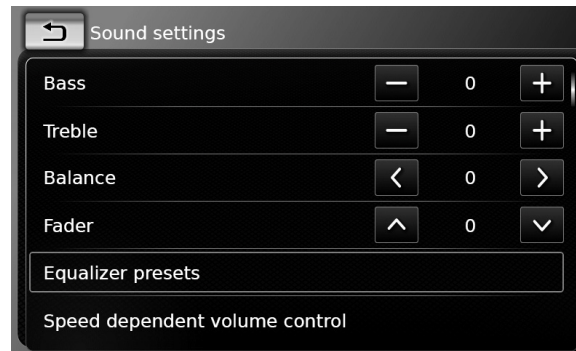 Sound settings
Bass − 0 +
Treble − 0 +
Balance < 0 >
Fader 0
Equalizer presets
Speed dependent volume control